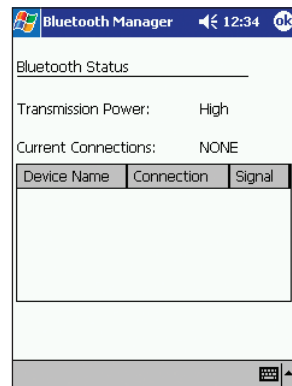 Bluetooth Manager 12:34 ok
Bluetooth Status
Transmission Power: High
Current Connections: NONE
Device Name Connection Signal